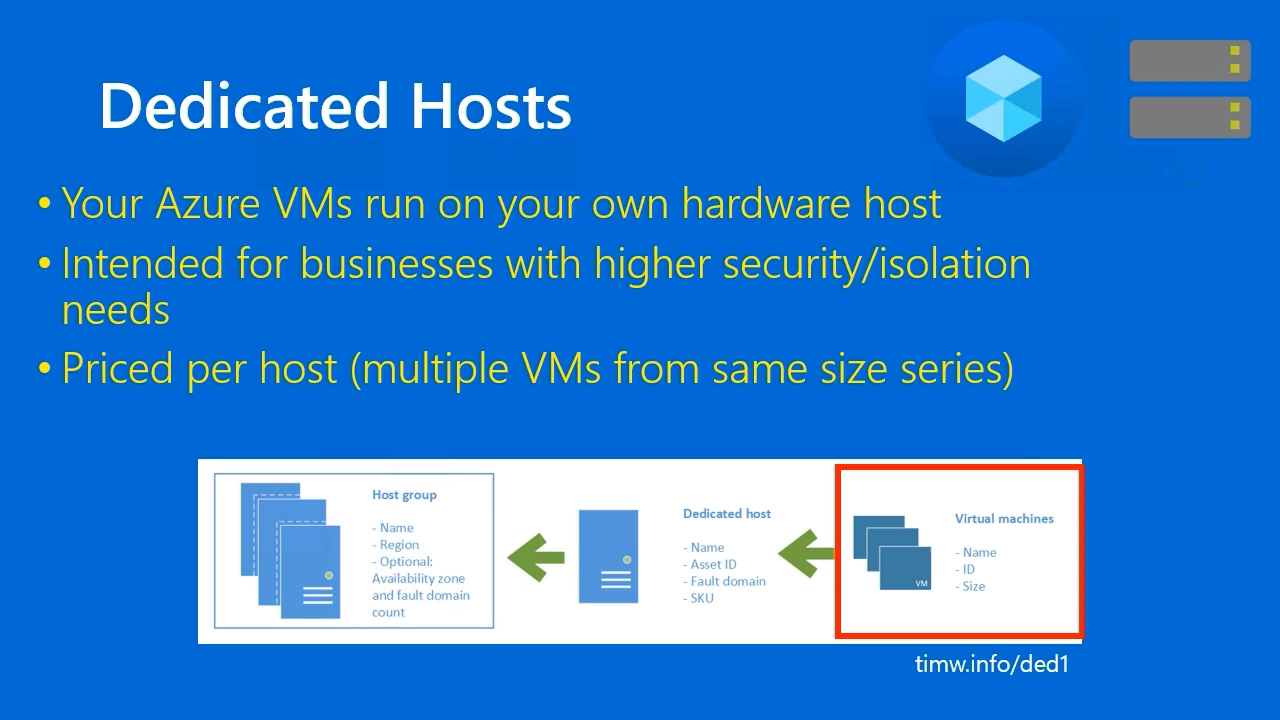 Dedicated Hosts
• Your Azure VMs run on your own hardware host
• Intended for businesses with higher security/isolation
needs
• Priced per host (multiple VMs from same size series)
Host group
- Name
- Region
- Optional:
Availability zone
and fault domain
count
Dedicated host
- Name
- Asset ID
- Fault domain
- SKU
VM
Virtual machines
- Name
- ID
- Size
timw.info/ded1